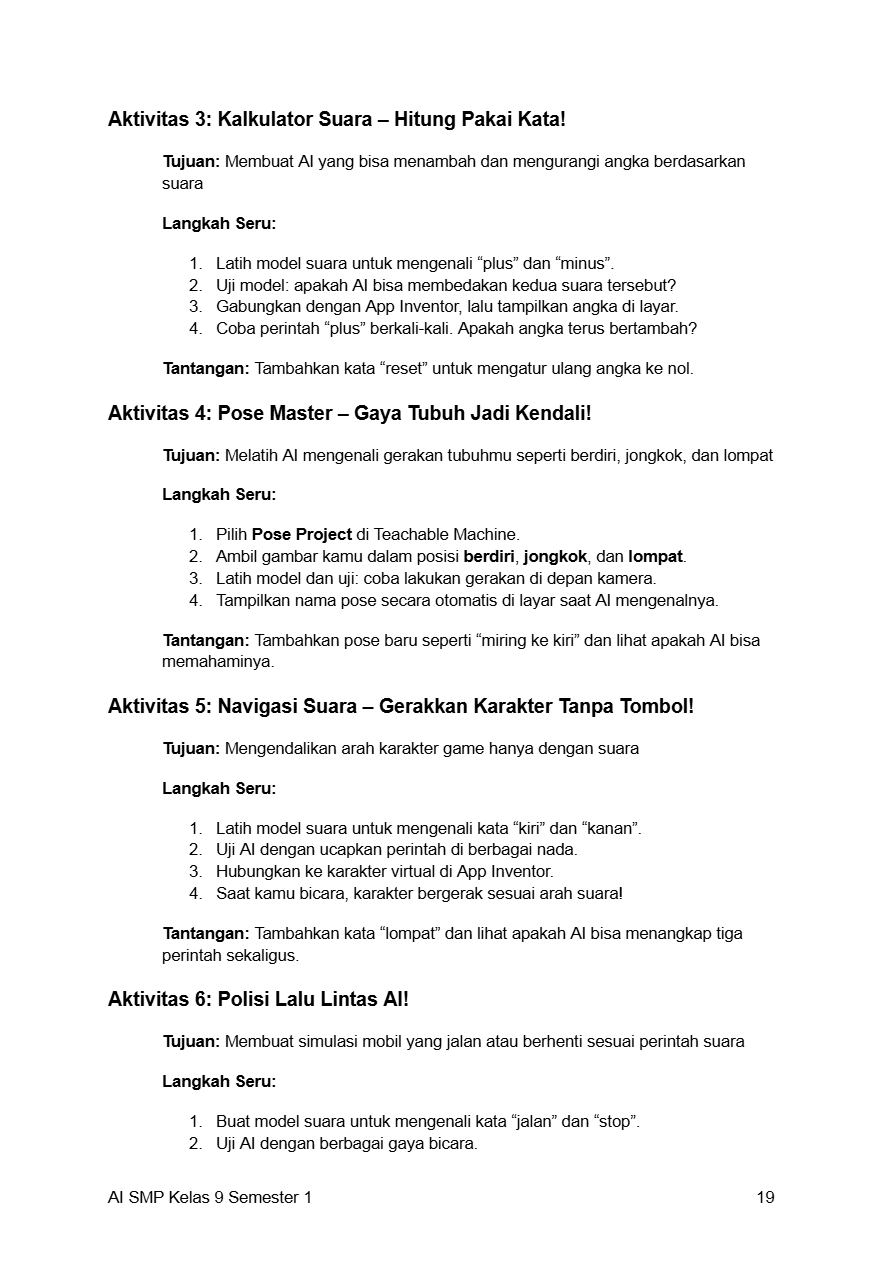 Aktivitas 3: Kalkulator Suara – Hitung Pakai Kata!
Tujuan: Membuat AI yang bisa menambah dan mengurangi angka berdasarkan
suara
Langkah Seru:
1. Latih model suara untuk mengenali “plus” dan “minus”.
2. Uji model: apakah AI bisa membedakan kedua suara tersebut?
3. Gabungkan dengan App Inventor, lalu tampilkan angka di layar.
4. Coba perintah “plus” berkali-kali. Apakah angka terus bertambah?
Tantangan: Tambahkan kata “reset” untuk mengatur ulang angka ke nol.
Aktivitas 4: Pose Master – Gaya Tubuh Jadi Kendali!
Tujuan: Melatih AI mengenali gerakan tubuhmu seperti berdiri, jongkok, dan lompat
Langkah Seru:
1. Pilih Pose Project di Teachable Machine.
2. Ambil gambar kamu dalam posisi berdiri, jongkok, dan lompat.
3. Latih model dan uji: coba lakukan gerakan di depan kamera.
4. Tampilkan nama pose secara otomatis di layar saat AI mengenalnya.
Tantangan: Tambahkan pose baru seperti “miring ke kiri” dan lihat apakah AI bisa
memahaminya.
Aktivitas 5: Navigasi Suara – Gerakkan Karakter Tanpa Tombol!
Tujuan: Mengendalikan arah karakter game hanya dengan suara
Langkah Seru:
1. Latih model suara untuk mengenali kata “kiri” dan “kanan”.
2. Uji AI dengan ucapkan perintah di berbagai nada.
3. Hubungkan ke karakter virtual di App Inventor.
4. Saat kamu bicara, karakter bergerak sesuai arah suara!
Tantangan: Tambahkan kata “lompat” dan lihat apakah AI bisa menangkap tiga
perintah sekaligus.
Aktivitas 6: Polisi Lalu Lintas AI!
Tujuan: Membuat simulasi mobil yang jalan atau berhenti sesuai perintah suara
Langkah Seru:
1. Buat model suara untuk mengenali kata “jalan” dan “stop”.
2. Uji AI dengan berbagai gaya bicara.
AI SMP Kelas 9 Semester 1 19